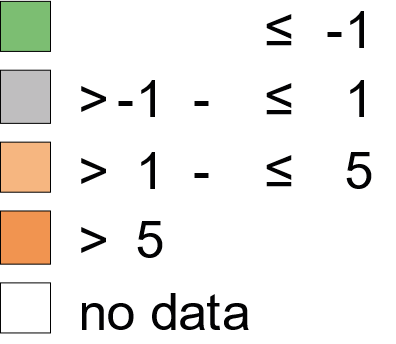 ≤ -1
>-1 - ≤ 1
> 1 - ≤ 5
> 5
no data